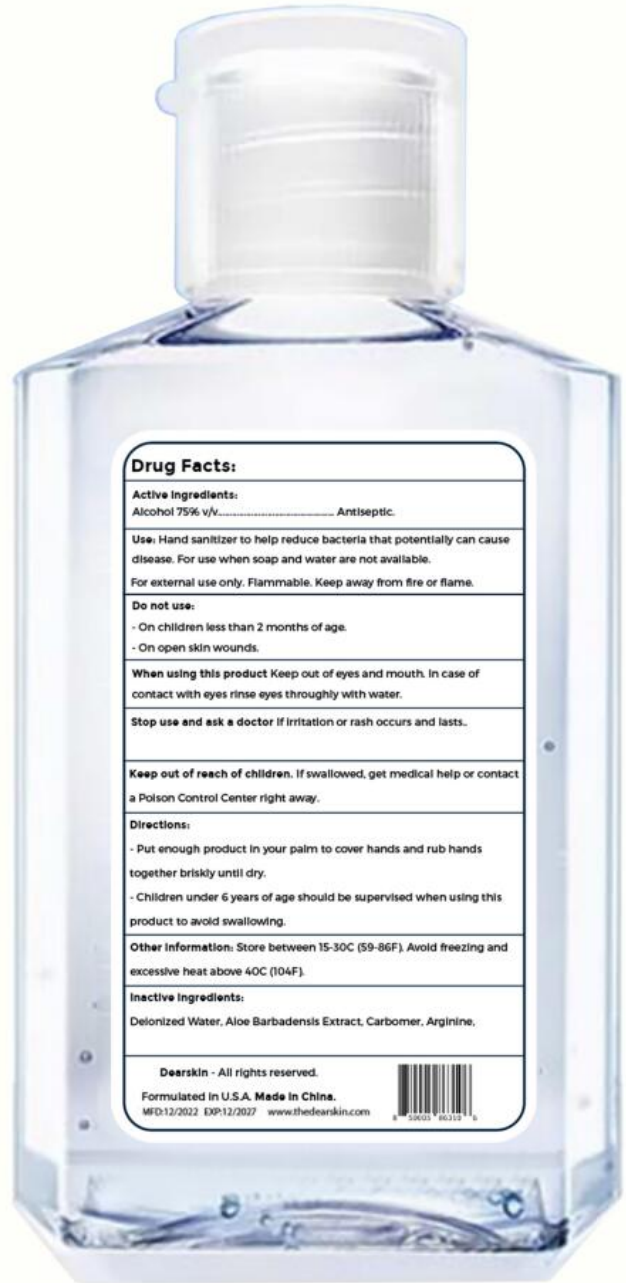 Drug Facts:
Active Ingredients:
Alcohol 75% v/v........................................ Antiseptic.
Use: Hand sanitizer to help reduce bacteria that potentially can cause
disease. For use when soap and water are not available.
For external use only. Flammable. Keep away from fire or flame.
Do not use:
- On children less than 2 months of age.
- On open skin wounds.
When using this product Keep out of eyes and mouth. In case of
contact with eyes rinse eyes throughly with water.
Stop use and ask a doctor If irritation or rash occurs and lasts..
Keep out of reach of children. If swallowed, get medical help or contact
a Poison Control Center right away.
Directions:
- Put enough product in your palm to cover hands and rub hands
together briskly until dry.
- Children under 6 years of age should be supervised when using this
product to avoid swallowing.
Other Information: Store between 15-30C (59-86F). Avoid freezing and
excessive heat above 40C (104F).
Inactive Ingredients:
Deionized Water, Aloe Barbadensis Extract, Carbomer, Arginine,
Dearskin - All rights reserved.
Formulated in U.S.A. Made in China.
MFD:12/2022 EXP:12/2027 www.thedearskin.com
8 50005 86310 6